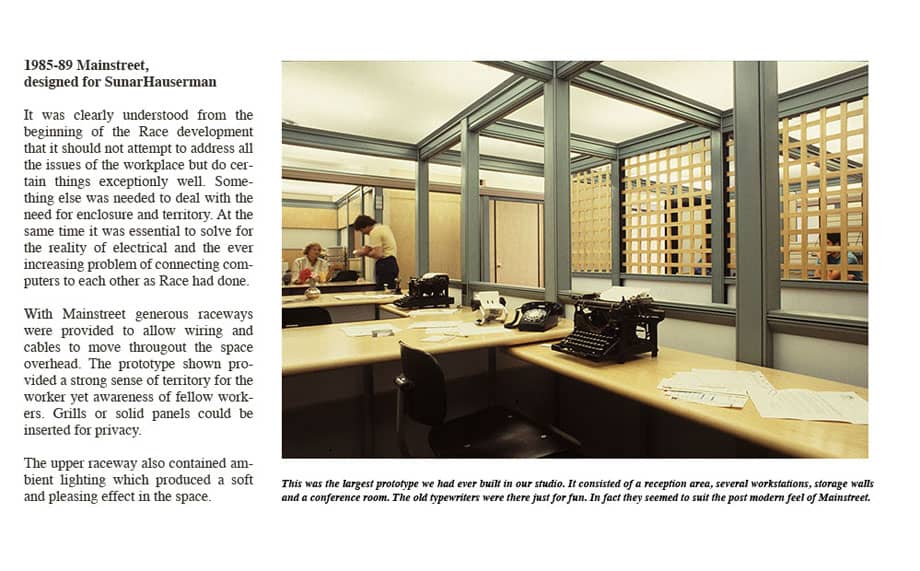 1985-89 Mainstreet,
designed for SunarHauserman
It was clearly understood from the
beginning of the Race development
that it should not attempt to address all
the issues of the workplace but do cer-
tain things exceptionly well. Some-
thing else was needed to deal with the
need for enclosure and territory. At the
same time it was essential to solve for
the reality of electrical and the ever
increasing problem of connecting com-
puters to each other as Race had done.
With Mainstreet generous raceways
were provided to allow wiring and
cables to move througout the space
overhead. The prototype shown pro-
vided a strong sense of territory for the
worker yet awareness of fellow work-
ers. Grills or solid panels could be
inserted for privacy.
The upper raceway also contained am-
bient lighting which produced a soft
and pleasing effect in the space.
This was the largest prototype we had ever built in our studio. It consisted of a reception area, several workstations, storage walls
and a conference room. The old typewriters were there just for fun. In fact they seemed to suit the post modern feel of Mainstreet.